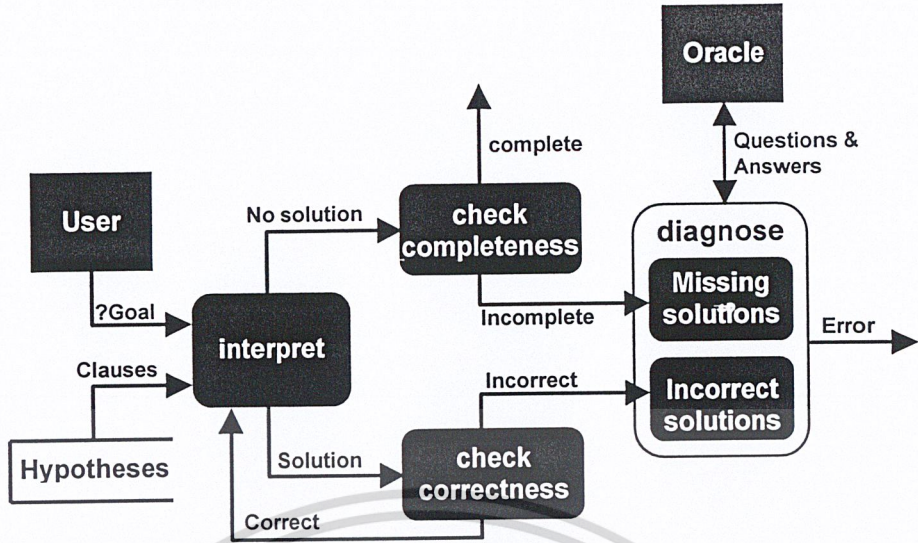 Oracle
complete
Questions &
Answers
User
No solution
check
completeness
diagnose
?Goal
Missing
solutions
Incomplete
interpret
Error
Clauses
Incorrect
Incorrect
solutions
Hypotheses
Solution
check
correctness
Correct